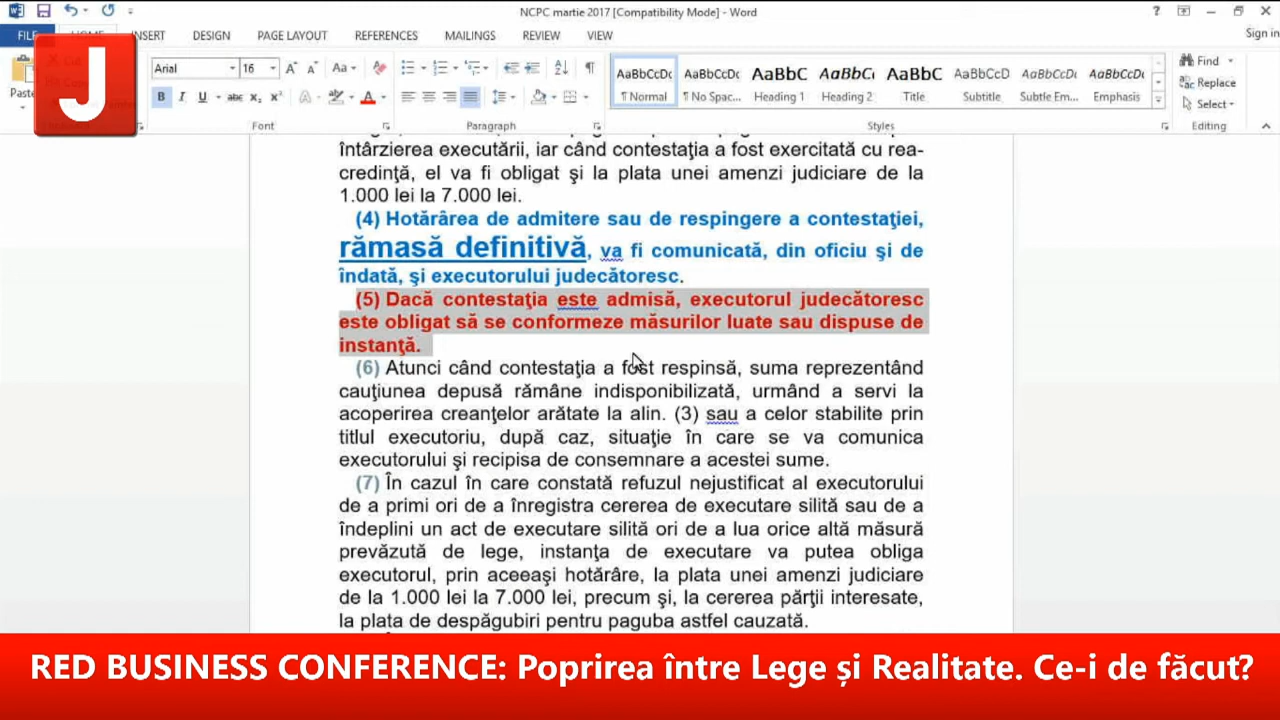 NCPC martie 2017 [Compatibility Mode] - Word
Sign in
FILE HOME INSERT DESIGN PAGE LAYOUT REFERENCES MAILINGS REVIEW VIEW
J
Paste
Arial 16
Font
Paragraph
AaBbCcDc AaBbCcDc AaBbC AaBbCc AaBbC AaBbCcD AaBbCcDc AaBbCcDc
¶ Normal ¶ No Spac... Heading 1 Heading 2 Title Subtitle Subtle Em... Emphasis
Styles
Find
Replace
Select
Editing
întârzierea executării, iar când contestaţia a fost exercitată cu rea-
credinţă, el va fi obligat şi la plata unei amenzi judiciare de la
1.000 lei la 7.000 lei.
(4) Hotărârea de admitere sau de respingere a contestaţiei,
rămasă definitivă, va fi comunicată, din oficiu şi de
îndată, şi executorului judecătoresc.
(5) Dacă contestaţia este admisă, executorul judecătoresc
este obligat să se conformeze măsurilor luate sau dispuse de
instanţă.
(6) Atunci când contestaţia a fost respinsă, suma reprezentând
cauţiunea depusă rămâne indisponibilizată, urmând a servi la
acoperirea creanţelor arătate la alin. (3) sau a celor stabilite prin
titlul executoriu, după caz, situaţie în care se va comunica
executorului şi recipisa de consemnare a acestei sume.
(7) În cazul în care constată refuzul nejustificat al executorului
de a primi ori de a înregistra cererea de executare silită sau de a
îndeplini un act de executare silită ori de a lua orice altă măsură
prevăzută de lege, instanţa de executare va putea obliga
executorul, prin aceeaşi hotărâre, la plata unei amenzi judiciare
de la 1.000 lei la 7.000 lei, precum şi, la cererea părţii interesate,
la plata de despăgubiri pentru paguba astfel cauzată.
RED BUSINESS CONFERENCE: Poprirea între Lege și Realitate. Ce-i de făcut?